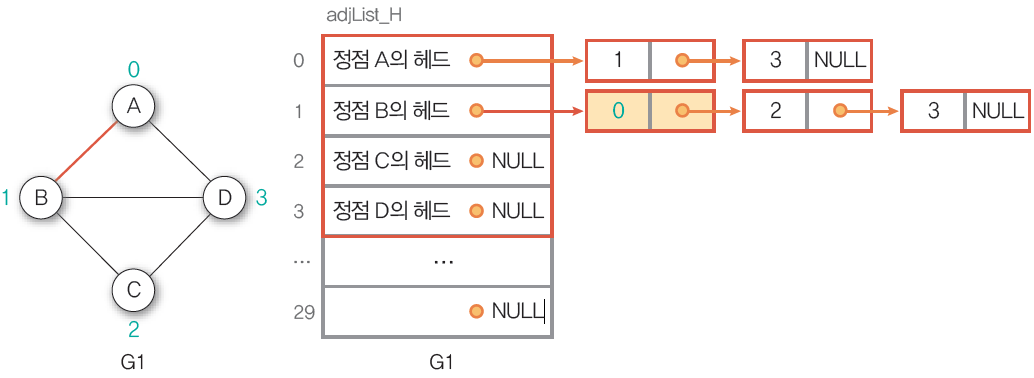 0
A
1
B
D
3
C
2
G1
adjList_H
0 정점 A의 헤드 1 3 NULL
1 정점 B의 헤드 0 2 3 NULL
2 정점 C의 헤드 NULL
3 정점 D의 헤드 NULL
... ...
29 NULL
G1